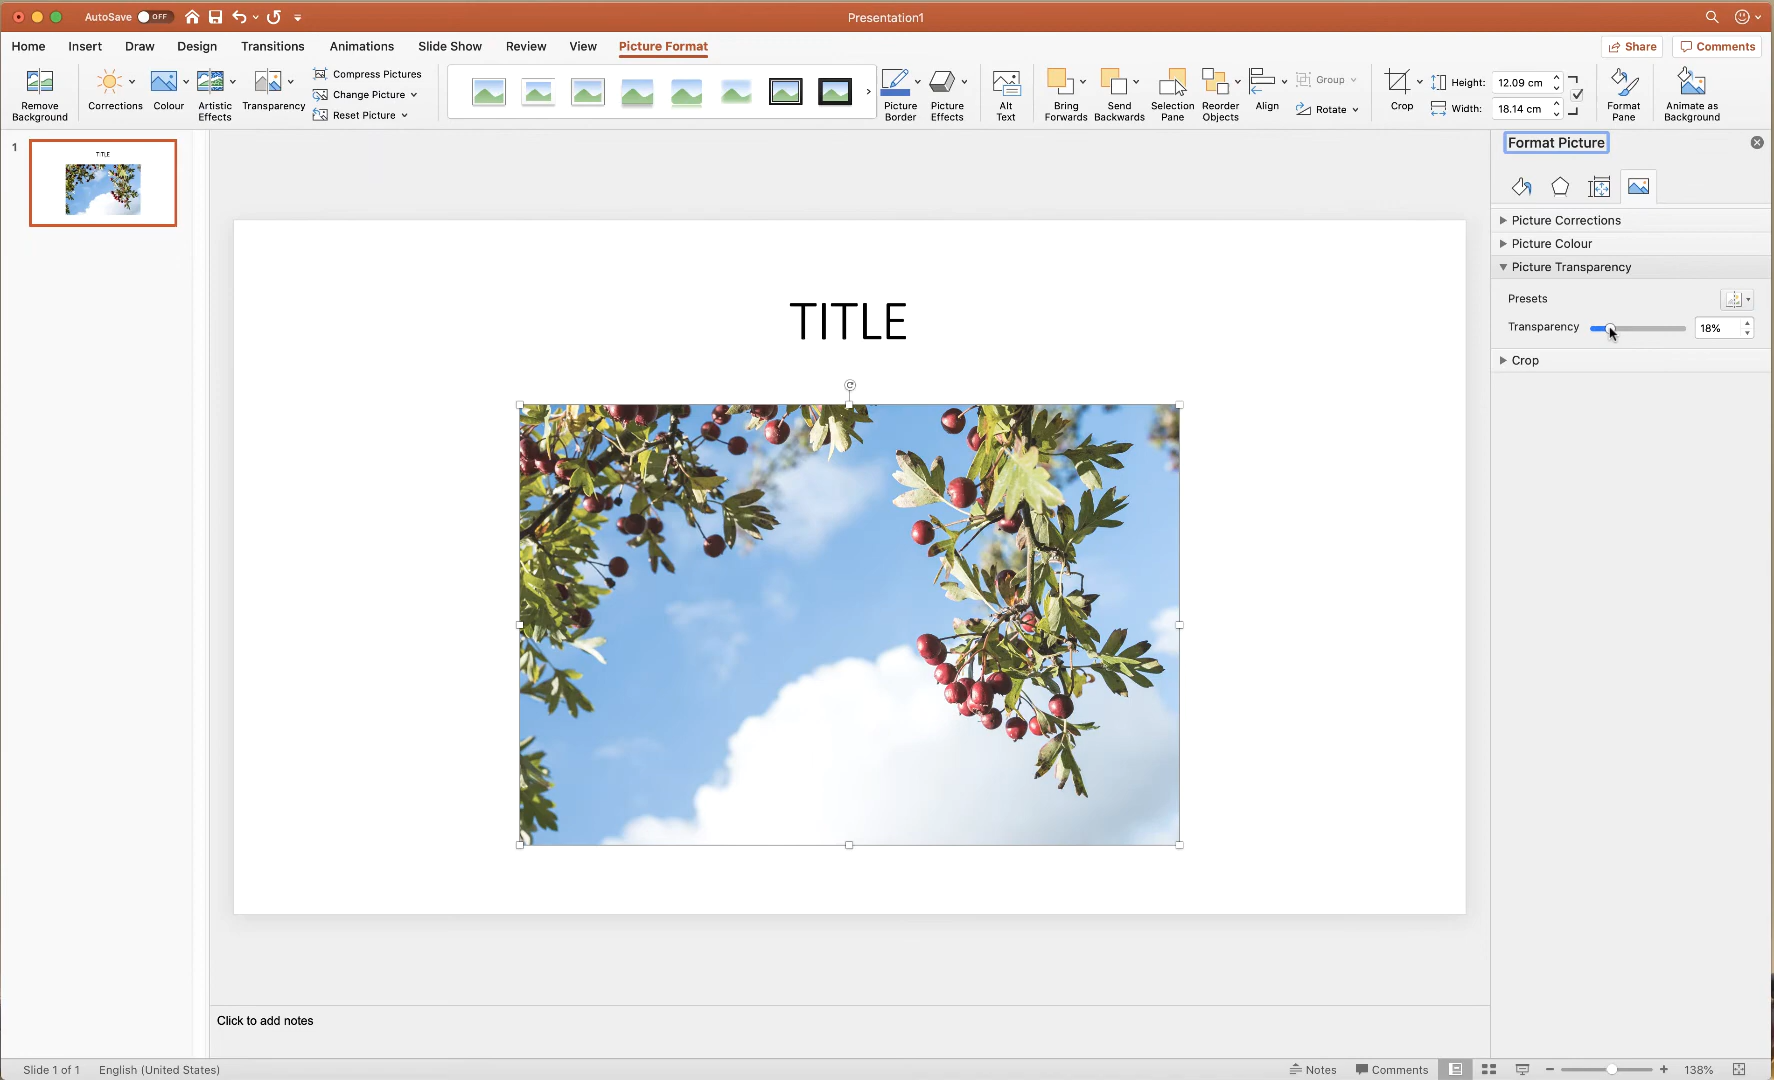 AutoSave OFF
Presentation1
Home Insert Draw Design Transitions Animations Slide Show Review View Picture Format
Share Comments
Remove Background
Corrections
Colour
Artistic Effects
Transparency
Compress Pictures
Change Picture
Reset Picture
Picture Border
Picture Effects
Alt Text
Bring Forwards
Send Backwards
Selection Pane
Reorder Objects
Align
Group
Rotate
Crop
Height: 12.09 cm
Width: 18.14 cm
Format Pane
Animate as Background
1
TITLE
TITLE
Format Picture
Picture Corrections
Picture Colour
Picture Transparency
Presets
Transparency 18%
Crop
Click to add notes
Slide 1 of 1 English (United States)
Notes Comments 138%